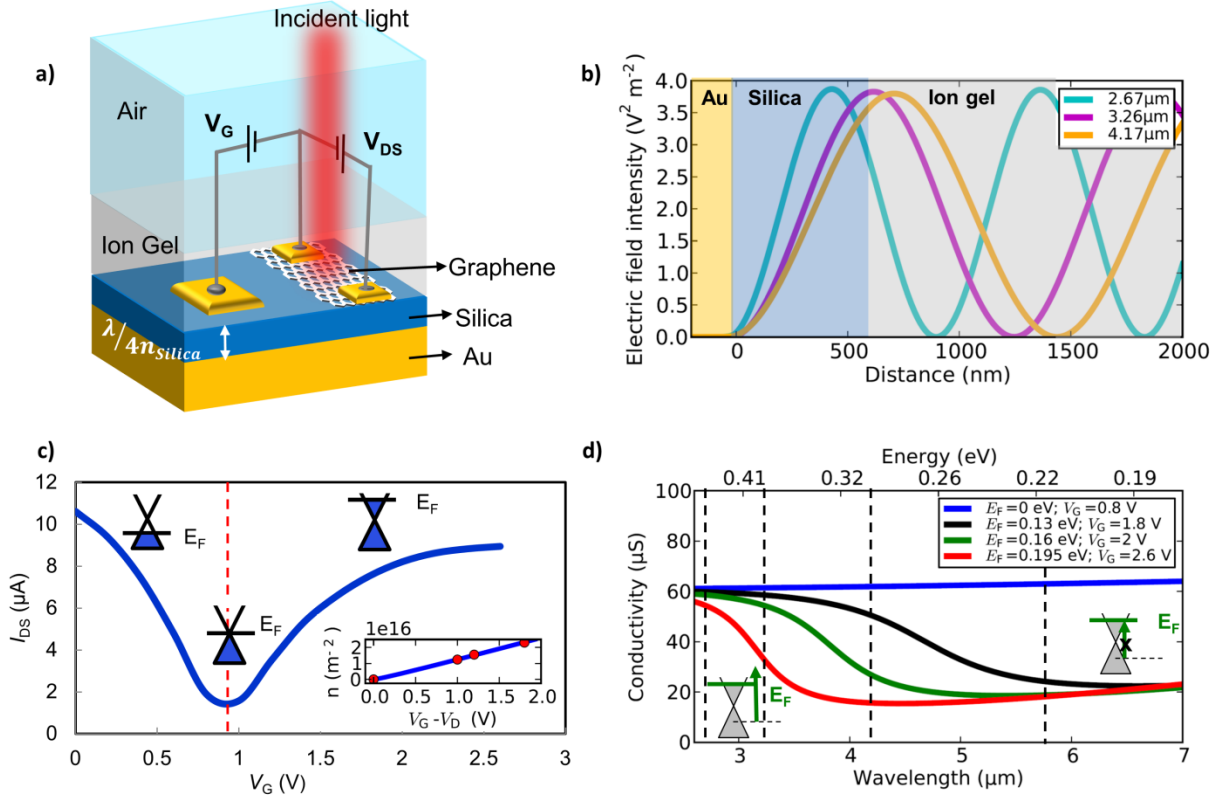 a)
Incident light
Air
V_G
V_DS
Ion Gel
Graphene
Silica
Au
λ/4n_Silica
b)
Electric field intensity (V² m⁻²)
4.0
3.5
3.0
2.5
2.0
1.5
1.0
0.5
0.0
Au
Silica
Ion gel
2.67μm
3.26μm
4.17μm
0
500
1000
1500
2000
Distance (nm)
c)
I_DS (μA)
12
10
8
6
4
2
0
E_F
E_F
E_F
1e16
n (m⁻²)
2
1
0
0.0
0.5
1.0
1.5
2.0
V_G -V_D (V)
0
0.5
1
1.5
2
2.5
3
V_G (V)
d)
Energy (eV)
0.41
0.32
0.26
0.22
0.19
Conductivity (μS)
100
80
60
40
20
0
E_F=0 eV; V_G=0.8 V
E_F=0.13 eV; V_G=1.8 V
E_F=0.16 eV; V_G=2 V
E_F=0.195 eV; V_G=2.6 V
E_F
x
E_F
3
4
5
6
7
Wavelength (μm)